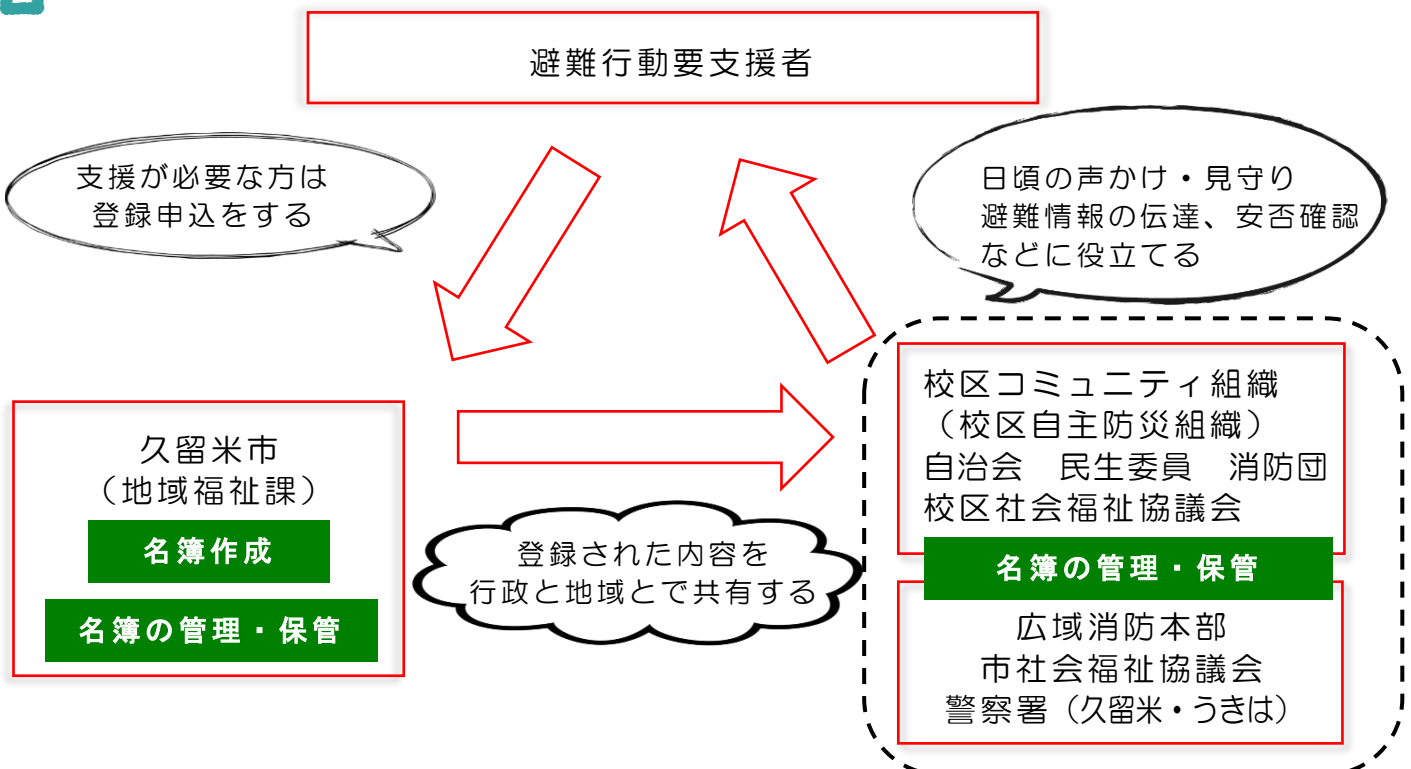 避難行動要支援者
支援が必要な方は
登録申込をする
日頃の声かけ・見守り
避難情報の伝達、安否確認
などに役立てる
久留米市
（地域福祉課）
名簿作成
名簿の管理・保管
登録された内容を
行政と地域とで共有する
校区コミュニティ組織
（校区自主防災組織）
自治会　民生委員　消防団
校区社会福祉協議会
名簿の管理・保管
広域消防本部
市社会福祉協議会
警察署（久留米・うきは）